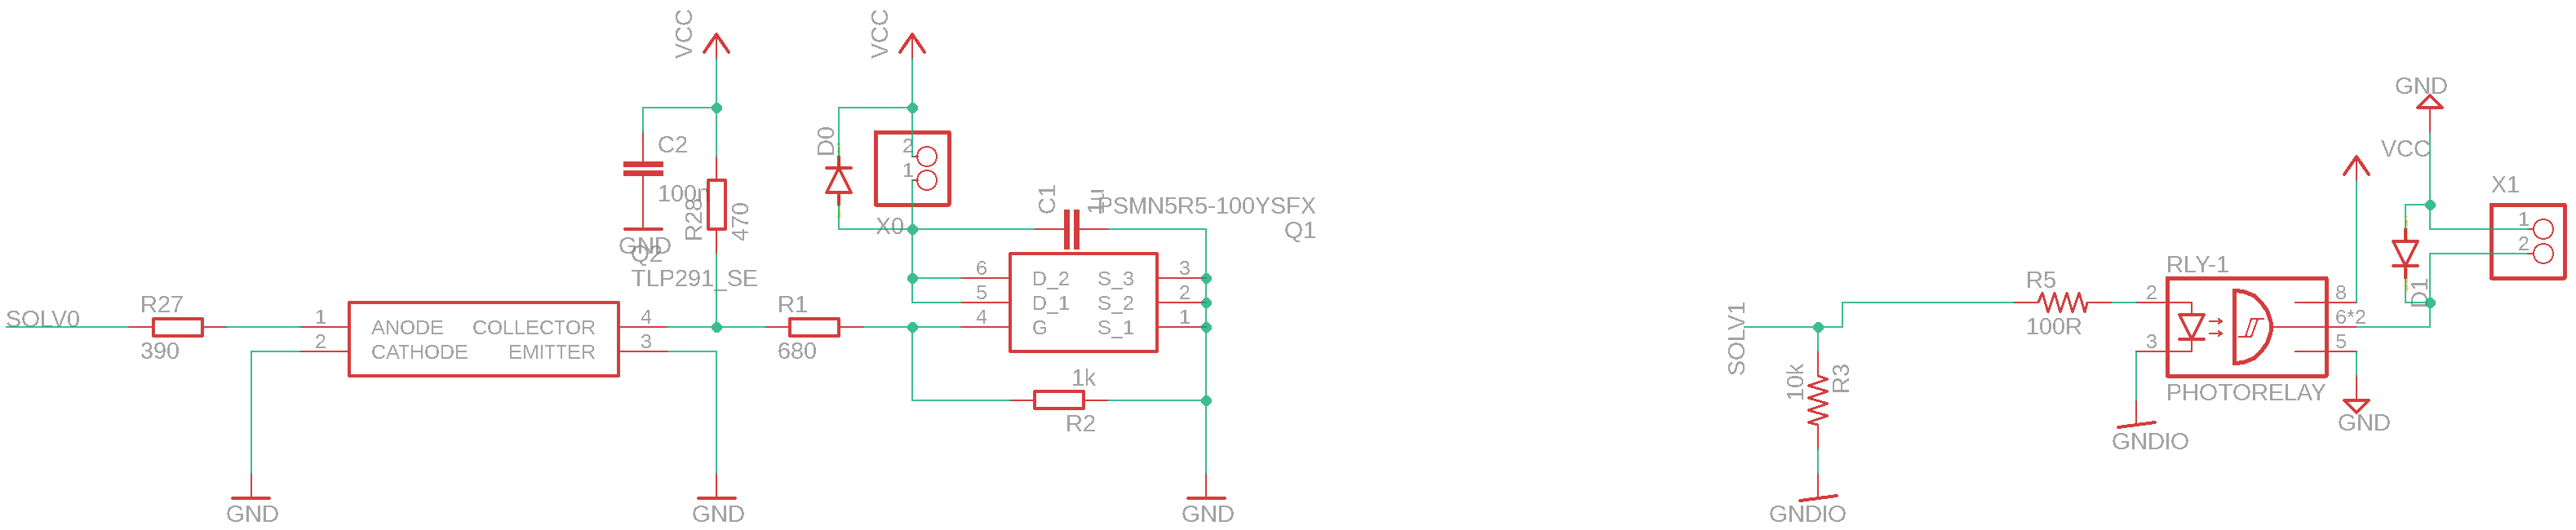 VCC
VCC
C2
100n
GND
R28
470
Q2
TLP291_SE
SOLV0
R27
390
1
2
ANODE
CATHODE
COLLECTOR
EMITTER
4
3
GND
GND
R1
680
D0
2
1
X0
C1
1u
PSMN5R5-100YSFX
Q1
6
5
4
D_2
D_1
G
S_3
S_2
S_1
3
2
1
1k
R2
GND
SOLV1
10k
R3
GNDIO
R5
100R
RLY-1
2
3
8
6*2
5
PHOTORELAY
GNDIO
GND
VCC
GND
D1
X1
1
2